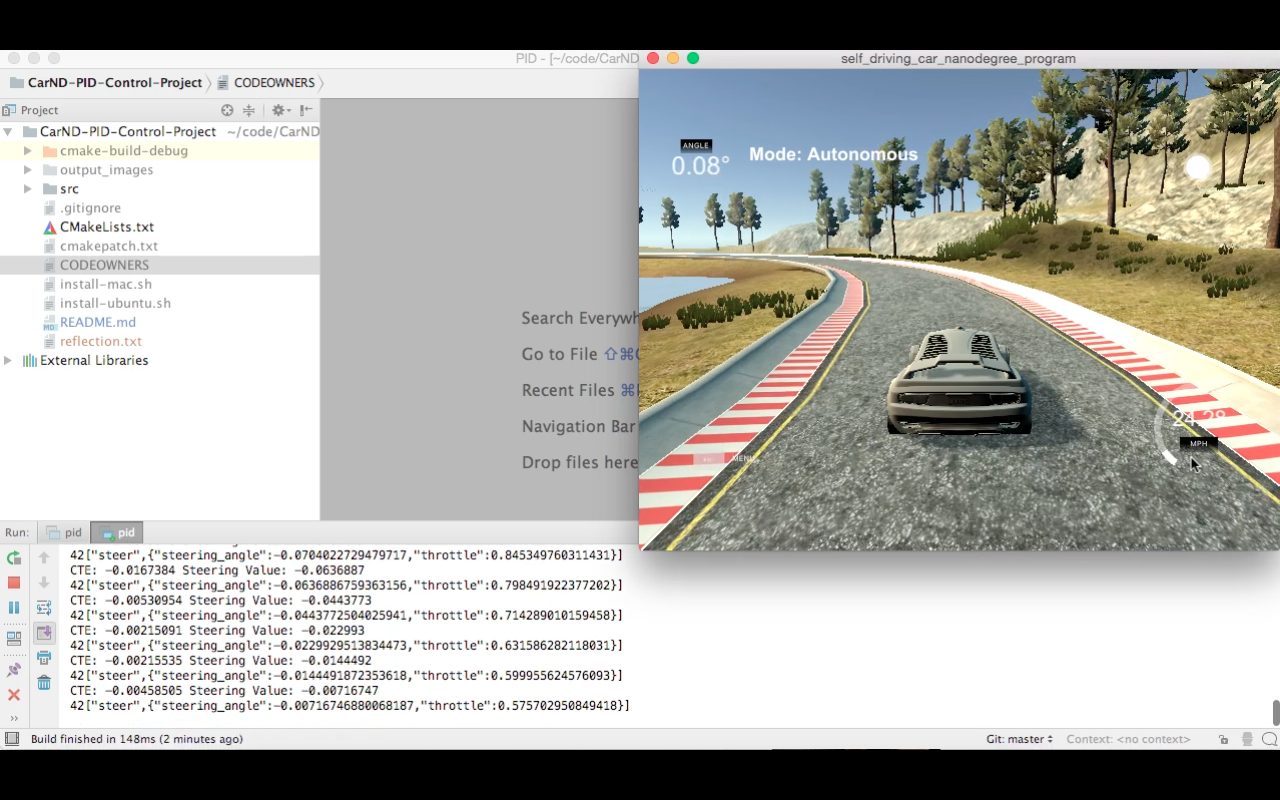 PID - [~/code/CarND
self_driving_car_nanodegree_program
CarND-PID-Control-Project
CODEOWNERS
Project
CarND-PID-Control-Project ~/code/CarND
cmake-build-debug
output_images
src
.gitignore
CMakeLists.txt
cmakepatch.txt
CODEOWNERS
install-mac.sh
install-ubuntu.sh
README.md
reflection.txt
External Libraries
Search Everywh
Go to File ⇧⌘
Recent Files ⌘
Navigation Bar
Drop files here
ANGLE
0.08°
Mode: Autonomous
24.28
MPH
MENU
Run: pid pid
42["steer",{"steering_angle":-0.0704022729479717,"throttle":0.845349760311431}]
CTE: -0.0167384 Steering Value: -0.0636887
42["steer",{"steering_angle":-0.0636886759363156,"throttle":0.798491922377202}]
CTE: -0.00530954 Steering Value: -0.0443773
42["steer",{"steering_angle":-0.0443772504025941,"throttle":0.714289010159458}]
CTE: -0.00215091 Steering Value: -0.022993
42["steer",{"steering_angle":-0.0229929513834473,"throttle":0.631586282118031}]
CTE: -0.00215535 Steering Value: -0.0144492
42["steer",{"steering_angle":-0.0144491872353618,"throttle":0.599955624576093}]
CTE: -0.00458505 Steering Value: -0.00716747
42["steer",{"steering_angle":-0.00716746880068187,"throttle":0.575702950849418}]
Build finished in 148ms (2 minutes ago)
Git: master
Context: <no context>